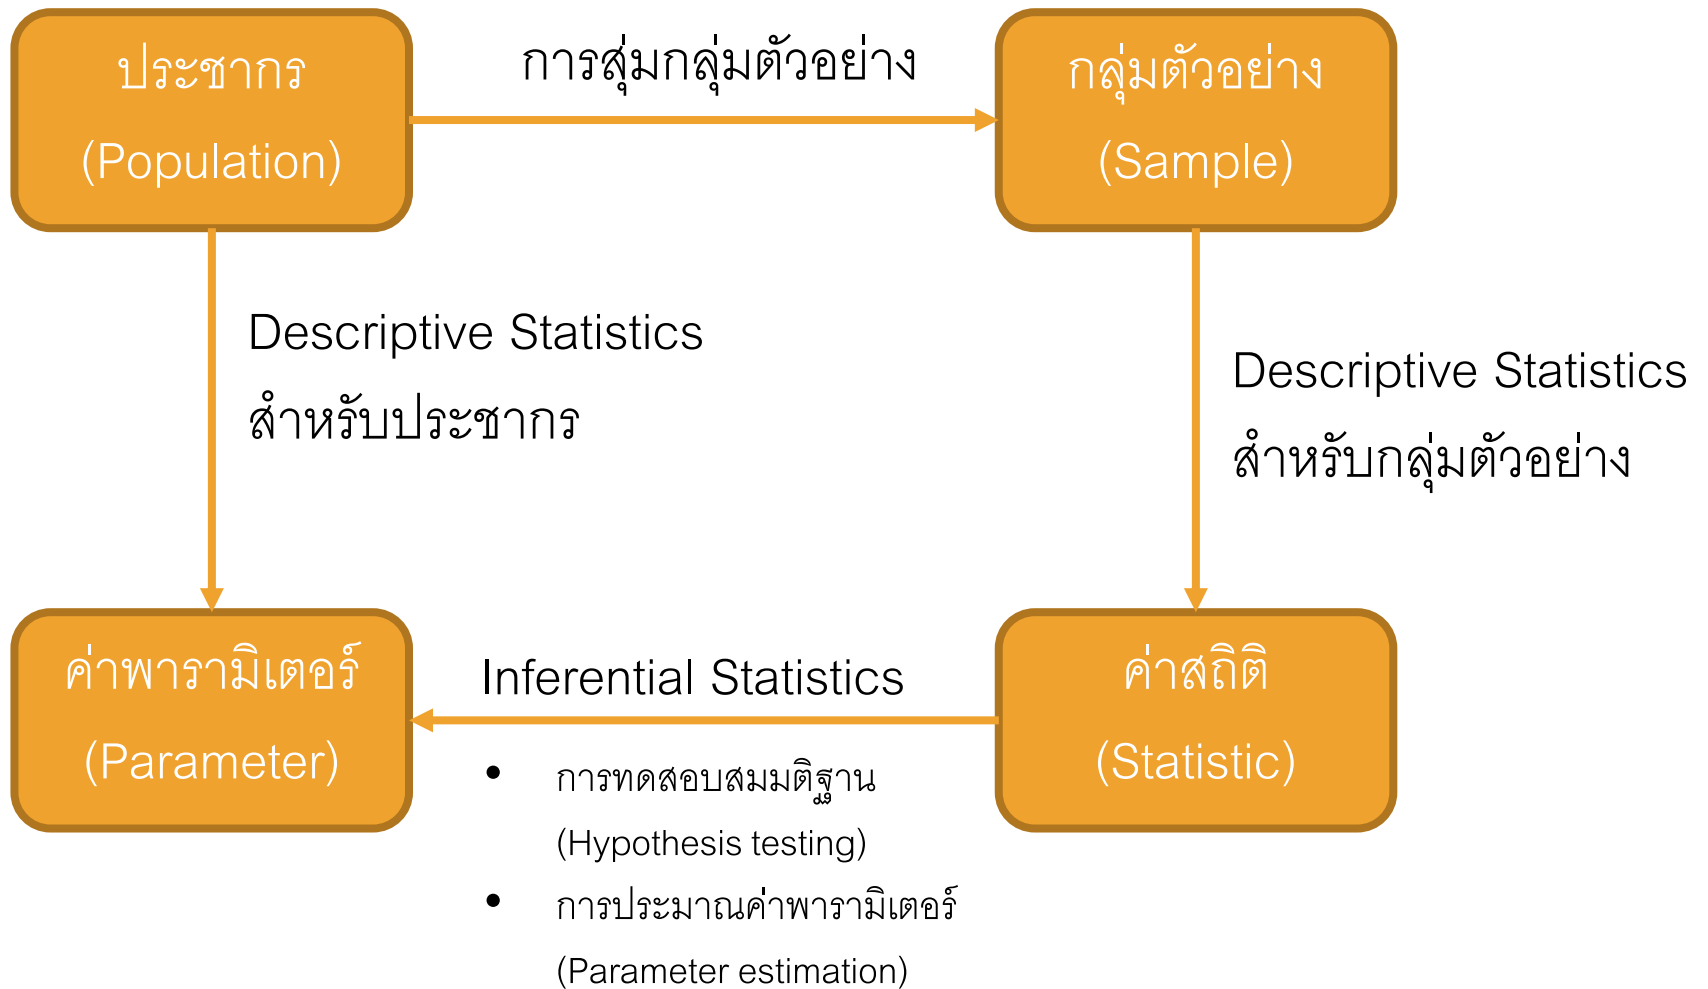 ประชากร
(Population)
การสุ่มกลุ่มตัวอย่าง
กลุ่มตัวอย่าง
(Sample)
Descriptive Statistics
สำหรับประชากร
Descriptive Statistics
สำหรับกลุ่มตัวอย่าง
ค่าพารามิเตอร์
(Parameter)
Inferential Statistics
• การทดสอบสมมติฐาน
(Hypothesis testing)
• การประมาณค่าพารามิเตอร์
(Parameter estimation)
ค่าสถิติ
(Statistic)